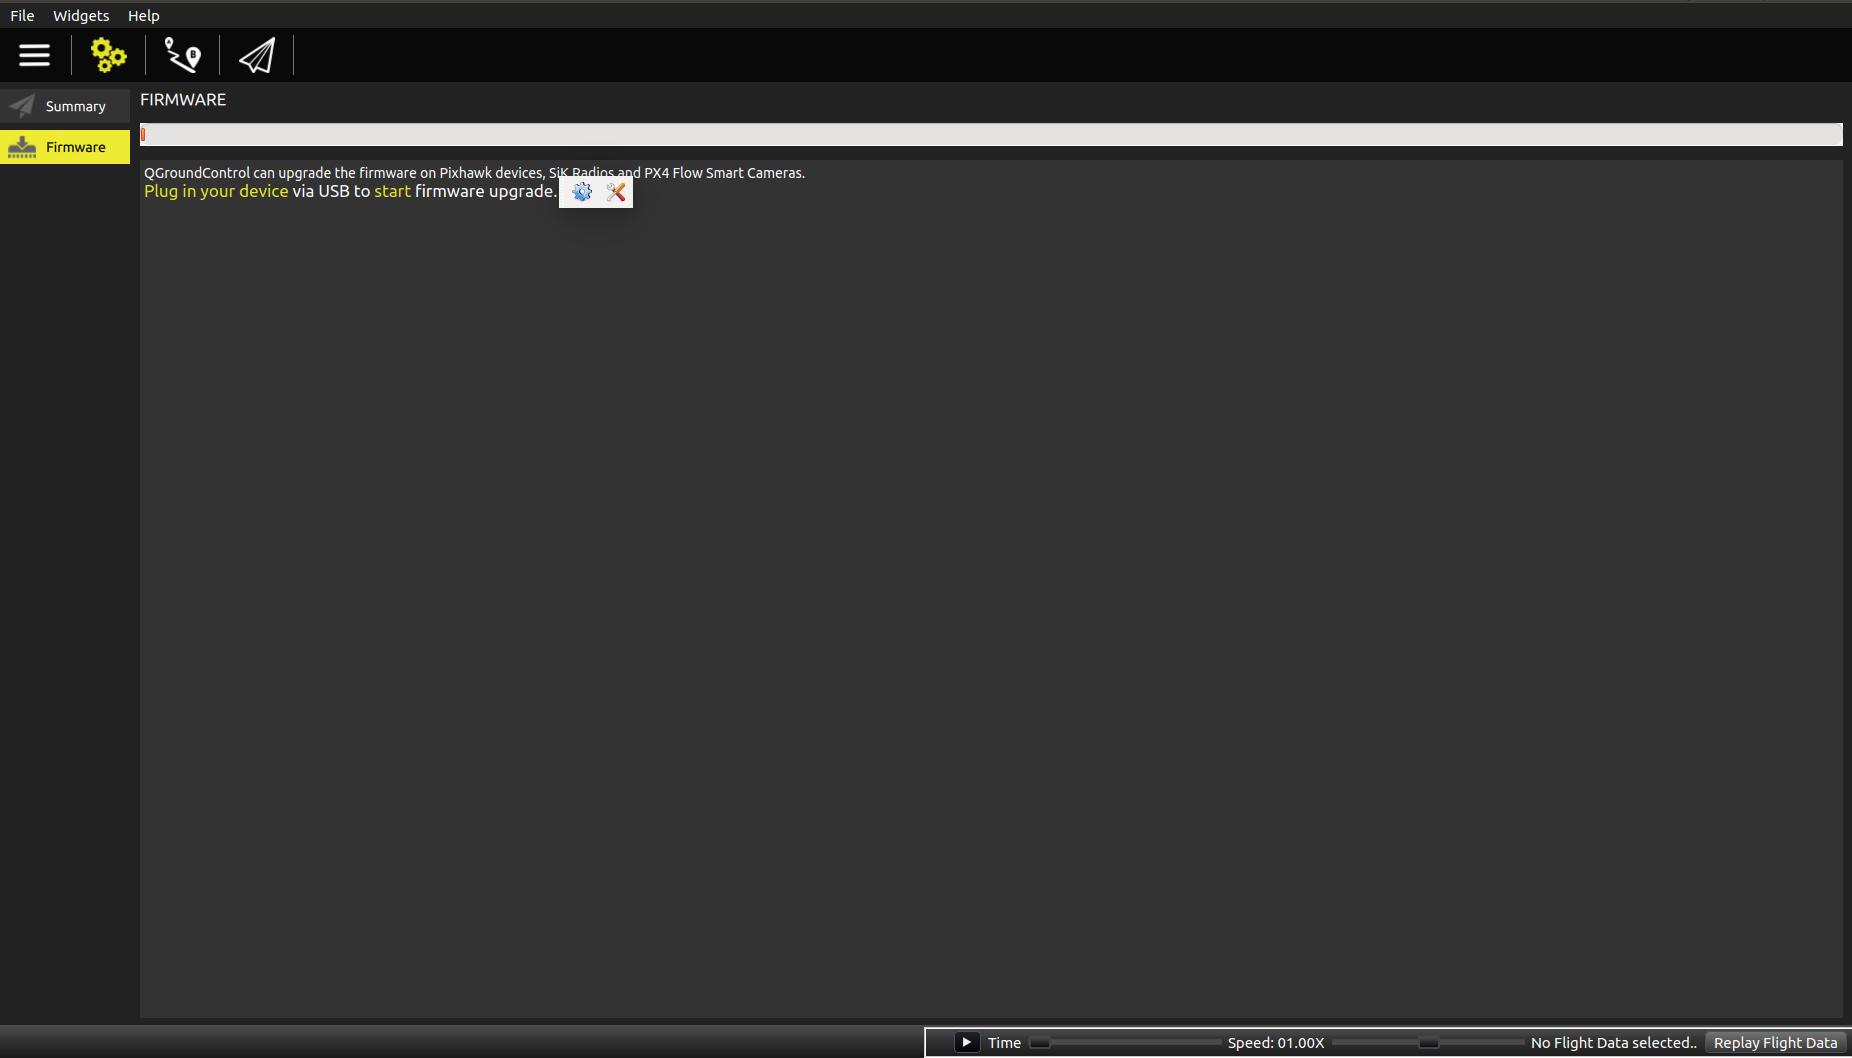 File Widgets Help
Summary
Firmware
FIRMWARE
QGroundControl can upgrade the firmware on Pixhawk devices, SiK Radios and PX4 Flow Smart Cameras.
Plug in your device via USB to start firmware upgrade.
Time Speed: 01.00X No Flight Data selected.. Replay Flight Data